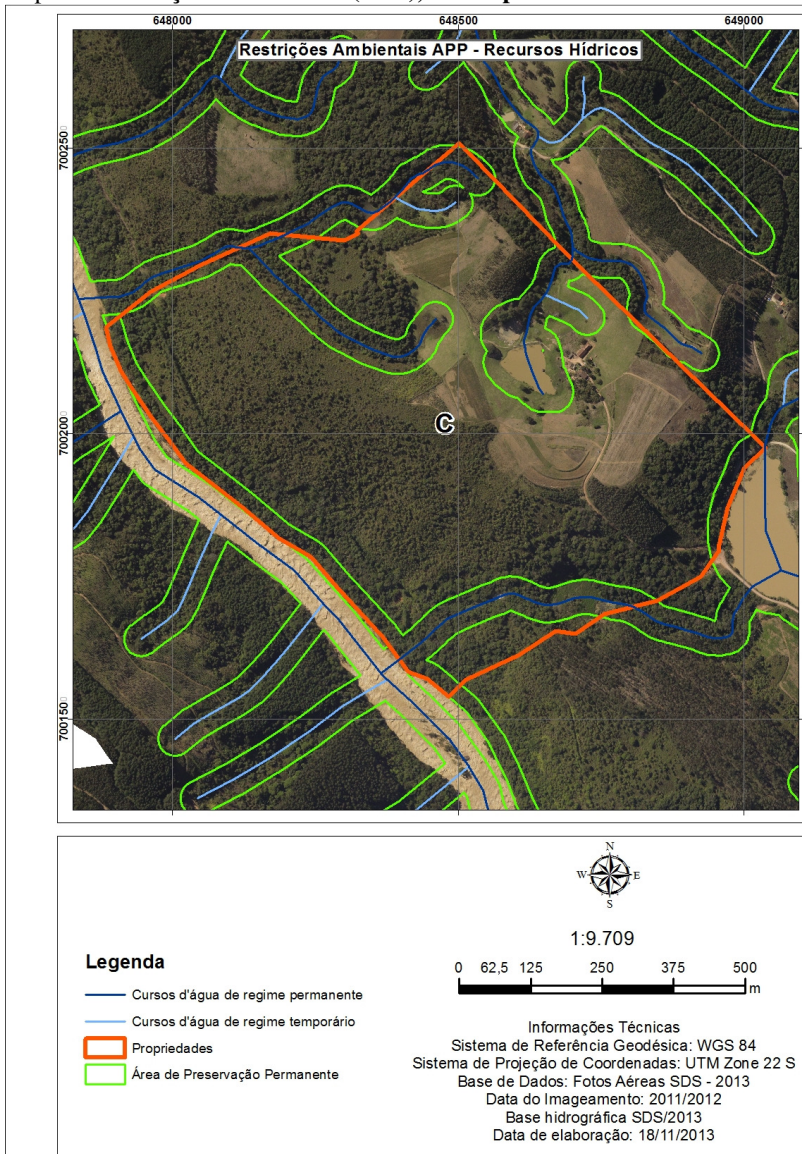 648000 648500 649000
Restrições Ambientais APP - Recursos Hídricos
7002500
7002000
7001500
C
N
W E
S
1:9.709
0 62,5 125 250 375 500
m
Legenda
Cursos d'água de regime permanente
Cursos d'água de regime temporário
Propriedades
Área de Preservação Permanente
Informações Técnicas
Sistema de Referência Geodésica: WGS 84
Sistema de Projeção de Coordenadas: UTM Zone 22 S
Base de Dados: Fotos Aéreas SDS - 2013
Data do Imageamento: 2011/2012
Base hidrográfica SDS/2013
Data de elaboração: 18/11/2013